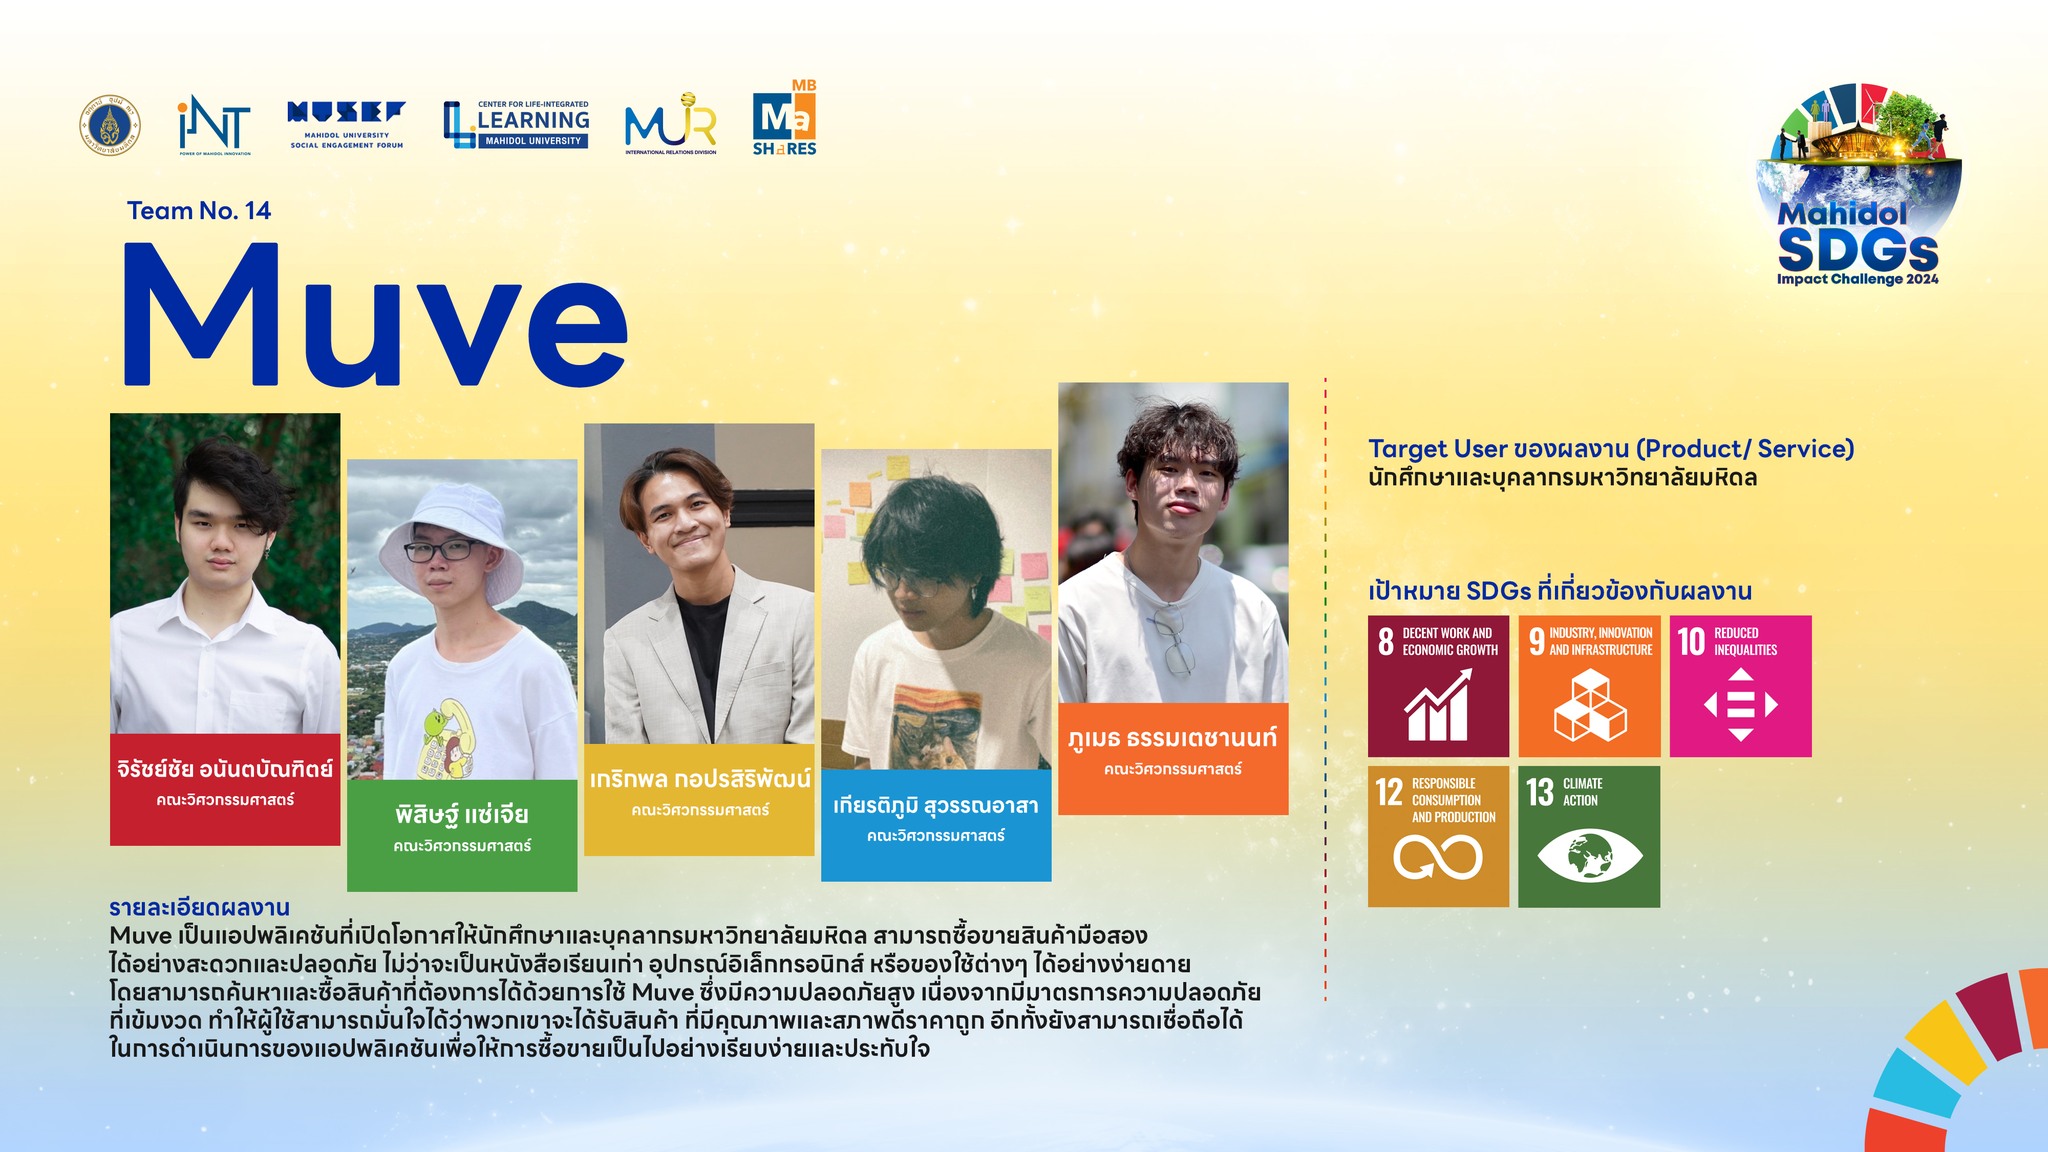 iNT
POWER OF MAHIDOL INNOVATION
MUSEF
MAHIDOL UNIVERSITY
SOCIAL ENGAGEMENT FORUM
CENTER FOR LIFE-INTEGRATED
LEARNING
MAHIDOL UNIVERSITY
MUIR
INTERNATIONAL RELATIONS DIVISION
MB
Ma
SHaRES
Mahidol
SDGs
Impact Challenge 2024
Team No. 14
Muve
จิรัชย์ชัย อนันตบัณฑิตย์
คณะวิศวกรรมศาสตร์
พิสิษฐ์ แซ่เจีย
คณะวิศวกรรมศาสตร์
เกริกพล กอปรสิริพัฒน์
คณะวิศวกรรมศาสตร์
เกียรติภูมิ สุวรรณอาสา
คณะวิศวกรรมศาสตร์
ภูเมธ ธรรมเตชานนท์
คณะวิศวกรรมศาสตร์
รายละเอียดผลงาน
Muve เป็นแอปพลิเคชันที่เปิดโอกาสให้นักศึกษาและบุคลากรมหาวิทยาลัยมหิดล สามารถซื้อขายสินค้ามือสอง
ได้อย่างสะดวกและปลอดภัย ไม่ว่าจะเป็นหนังสือเรียนเก่า อุปกรณ์อิเล็กทรอนิกส์ หรือของใช้ต่างๆ ได้อย่างง่ายดาย
โดยสามารถค้นหาและซื้อสินค้าที่ต้องการได้ด้วยการใช้ Muve ซึ่งมีความปลอดภัยสูง เนื่องจากมีมาตรการความปลอดภัย
ที่เข้มงวด ทำให้ผู้ใช้สามารถมั่นใจได้ว่าพวกเขาจะได้รับสินค้า ที่มีคุณภาพและสภาพดีราคาถูก อีกทั้งยังสามารถเชื่อถือได้
ในการดำเนินการของแอปพลิเคชันเพื่อให้การซื้อขายเป็นไปอย่างเรียบง่ายและประทับใจ
Target User ของผลงาน (Product/ Service)
นักศึกษาและบุคลากรมหาวิทยาลัยมหิดล
เป้าหมาย SDGs ที่เกี่ยวข้องกับผลงาน
8 DECENT WORK AND
ECONOMIC GROWTH
9 INDUSTRY, INNOVATION
AND INFRASTRUCTURE
10 REDUCED
INEQUALITIES
12 RESPONSIBLE
CONSUMPTION
AND PRODUCTION
13 CLIMATE
ACTION